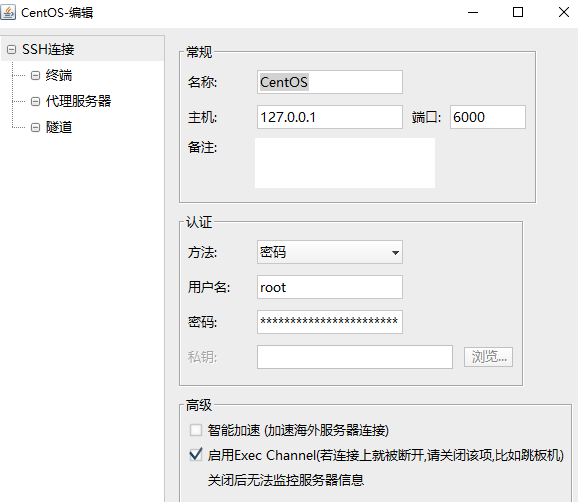 CentOS-编辑
SSH连接
终端
代理服务器
隧道
常规
名称: CentOS
主机: 127.0.0.1 端口: 6000
备注:
认证
方法: 密码
用户名: root
密码: ***********************
私钥: 浏览...
高级
智能加速 (加速海外服务器连接)
启用Exec Channel(若连接上就被断开,请关闭该项,比如跳板机)
关闭后无法监控服务器信息